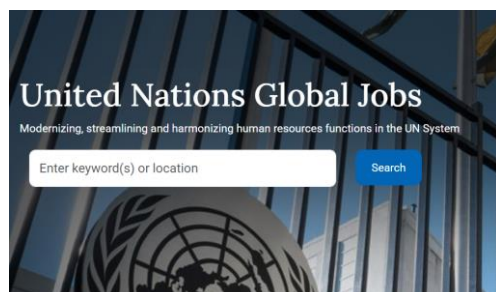 United Nations Global Jobs
Modernizing, streamlining and harmonizing human resources functions in the UN System
Enter keyword(s) or location
Search